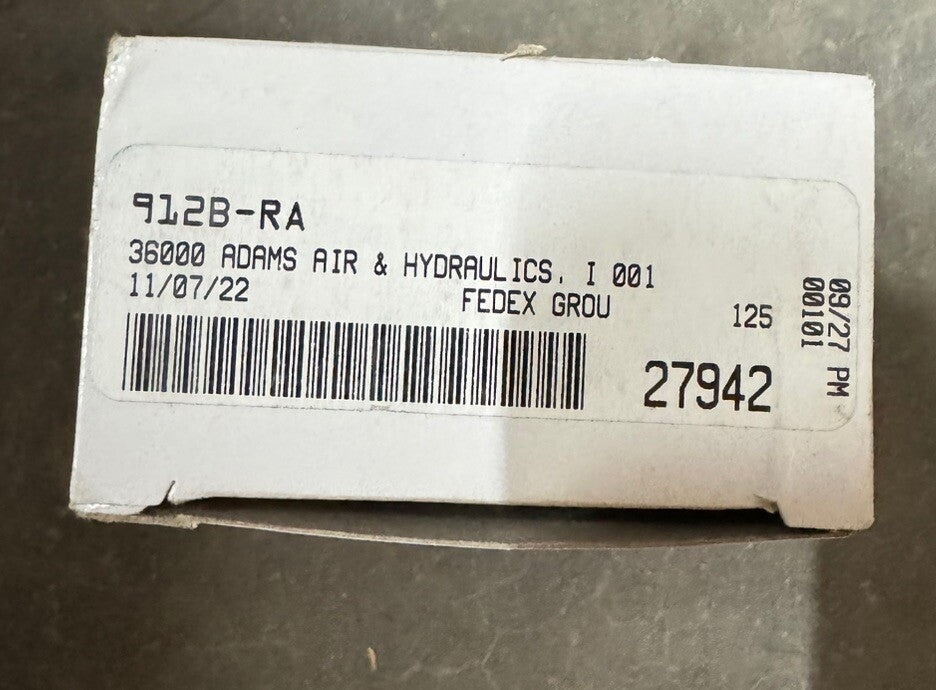 912B-RA
36000 ADAMS AIR & HYDRAULICS, I 001
11/07/22 FEDEX GROU
125
27942
09/27 PM
00101